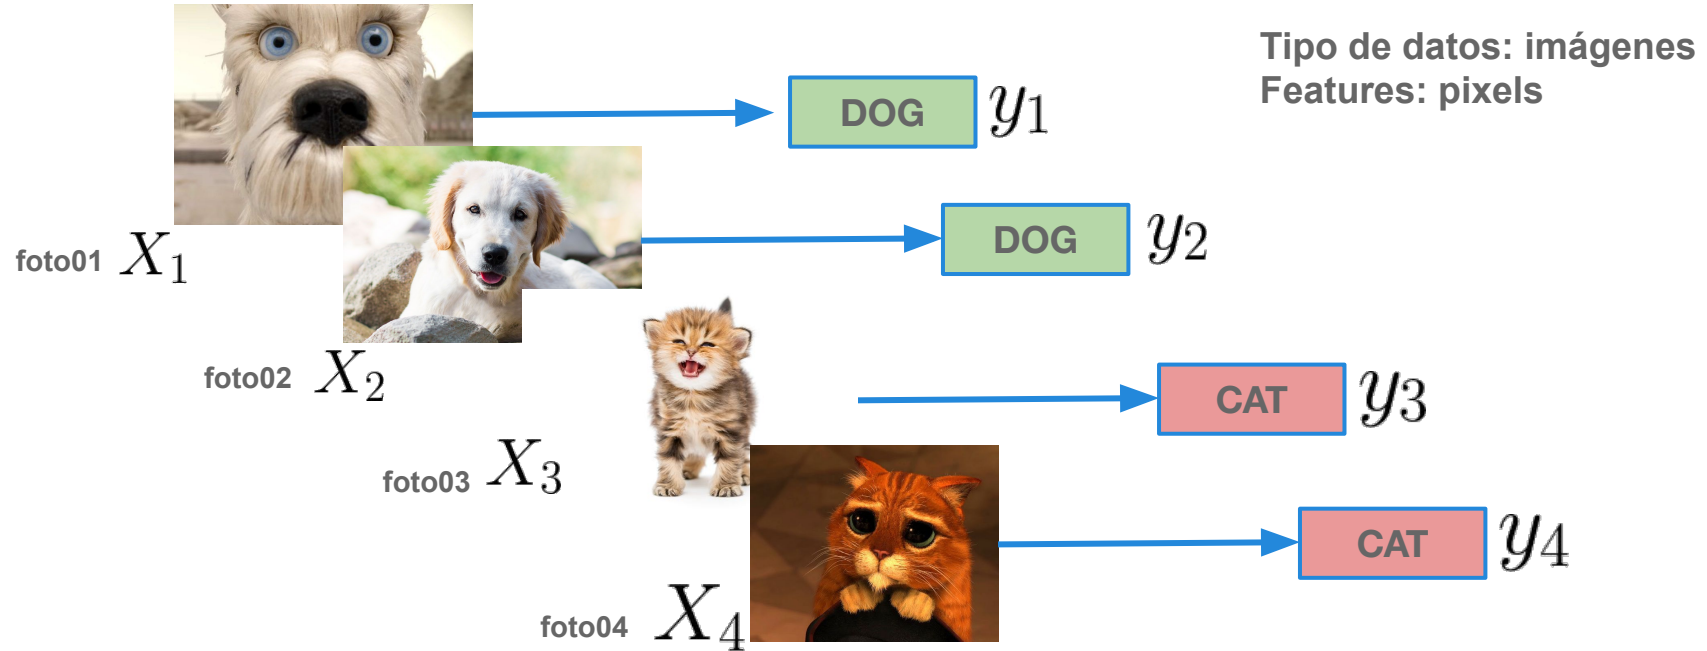 Tipo de datos: imágenes
Features: pixels
DOG y₁
foto01 X₁
DOG y₂
foto02 X₂
CAT y₃
foto03 X₃
CAT y₄
foto04 X₄